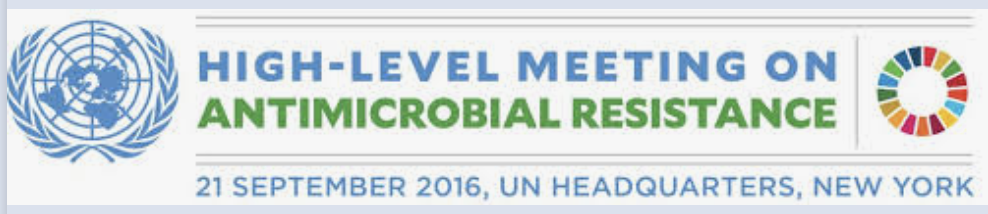 HIGH-LEVEL MEETING ON
ANTIMICROBIAL RESISTANCE
21 SEPTEMBER 2016, UN HEADQUARTERS, NEW YORK